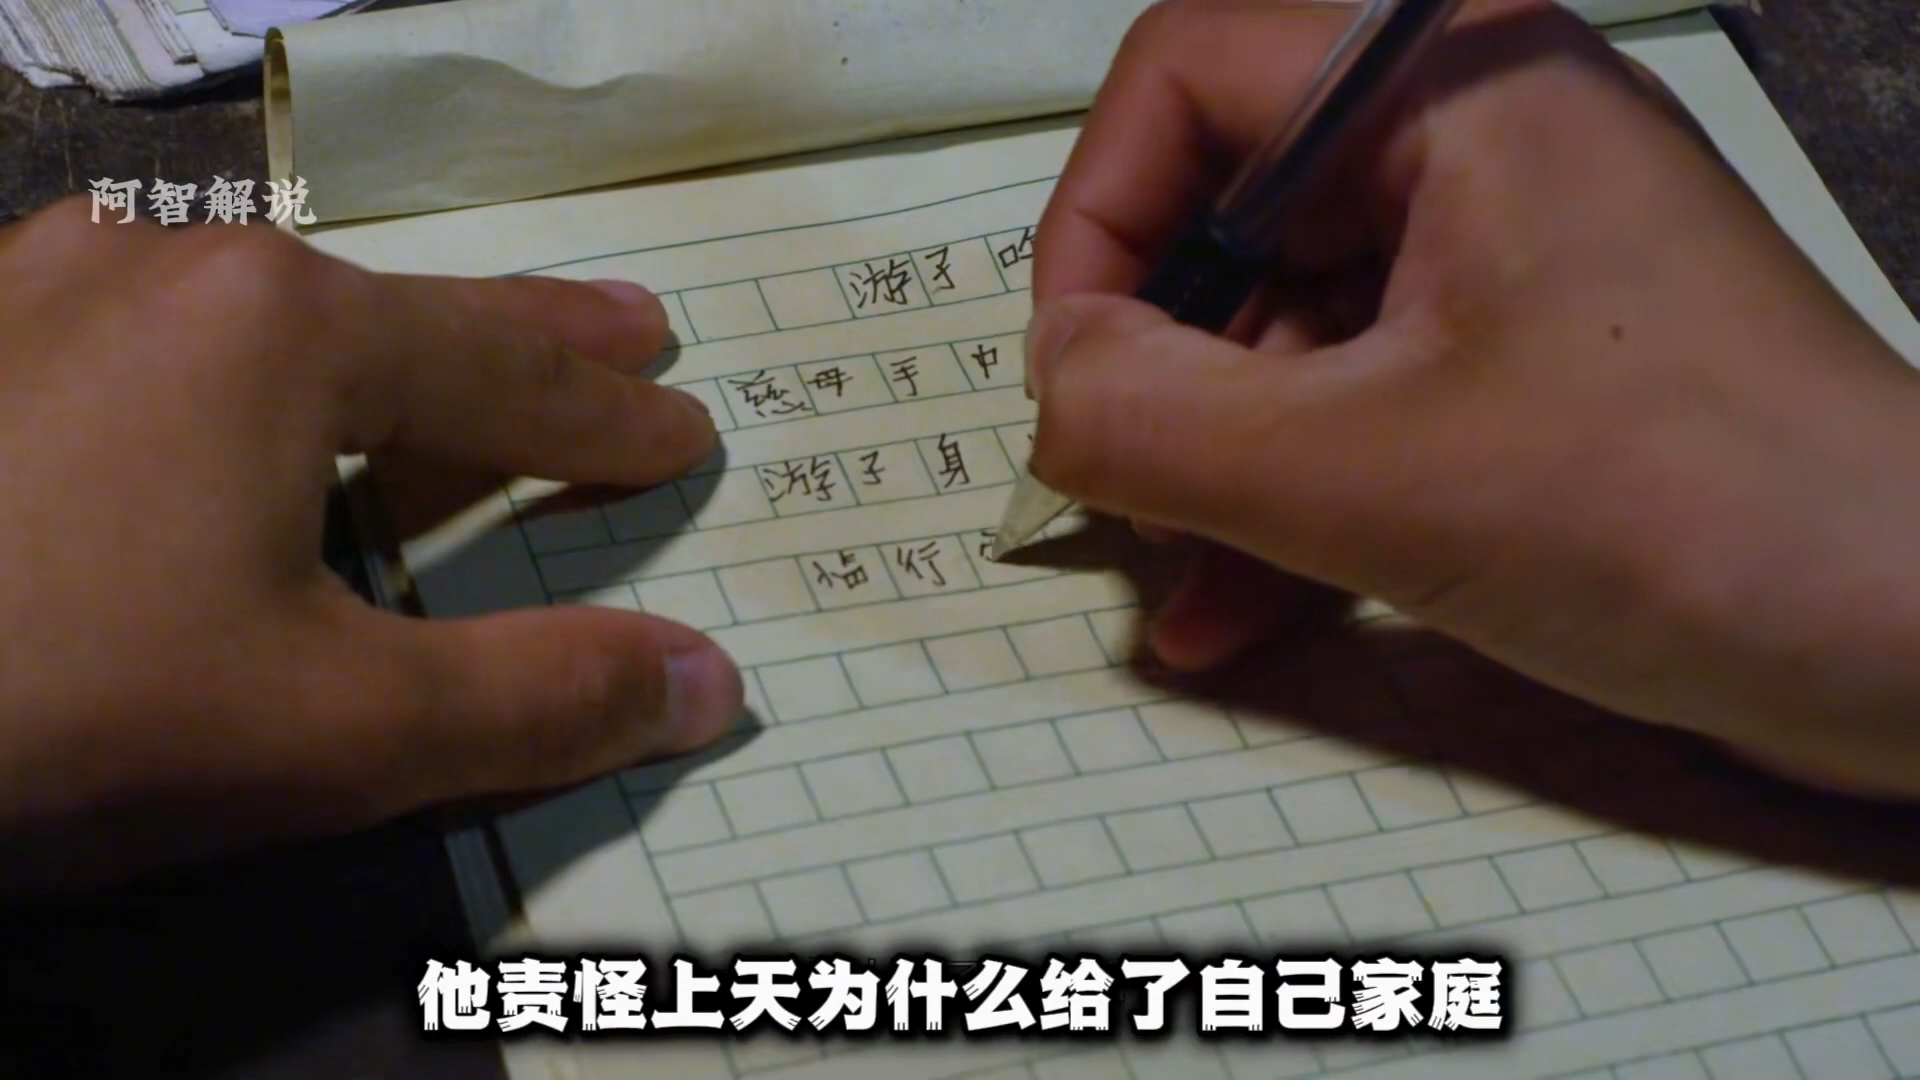 阿智解说
游子吟
慈母手中
游子身
行
他责怪上天为什么给了自己家庭